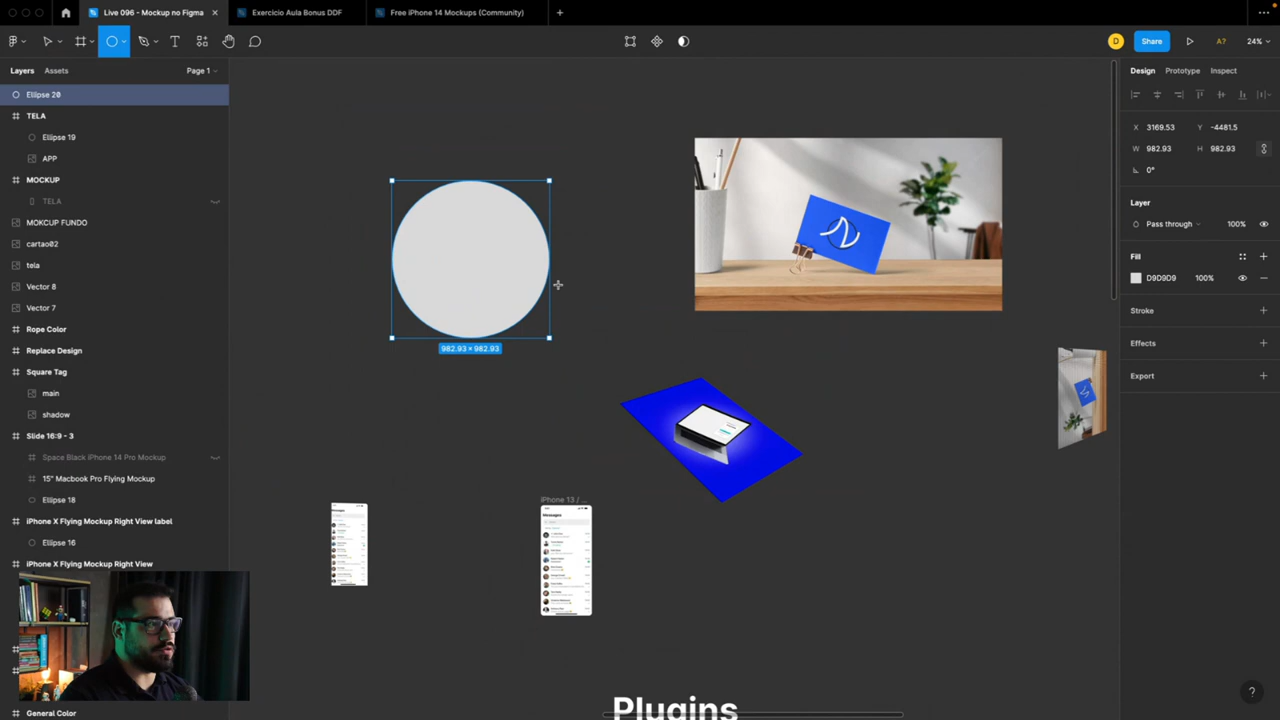 Live 096 - Mockup no Figma
Exercício Aula Bonus DDF
Free iPhone 14 Mockups (Community)
D
Share
A?
24%
Layers
Assets
Page 1
Ellipse 20
TELA
Ellipse 19
APP
MOCKUP
TELA
MOKCUP FUNDO
cartao02
tela
Vector 8
Vector 7
Rope Color
Replace Design
Square Tag
main
shadow
Slide 16:9 - 3
Space Black iPhone 14 Pro Mockup
15" Macbook Pro Flying Mockup
Ellipse 18
iPhone X Flying Mockup right View label
Ellipse 16
iPhone X Flying Mockup Right View
General Color
982.93 × 982.93
iPhone 13 / ...
Messages
Messages
Plugins
Design
Prototype
Inspect
X 3169.53 Y -4481.5
W 982.93 H 982.93
0°
Layer
Pass through
100%
Fill
D9D9D9
100%
Stroke
Effects
Export
?